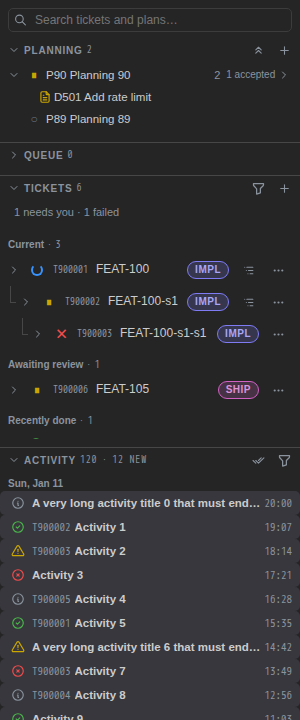 Search tickets and plans…
PLANNING 2
P90 Planning 90 2 1 accepted
D501 Add rate limit
P89 Planning 89
QUEUE 0
TICKETS 6
1 needs you · 1 failed
Current · 3
T900001 FEAT-100 IMPL
T900002 FEAT-100-s1 IMPL
T900003 FEAT-100-s1-s1 IMPL
Awaiting review · 1
T900006 FEAT-105 SHIP
Recently done · 1
ACTIVITY 120 · 12 NEW
Sun, Jan 11
A very long activity title 0 that must end… 20:00
T900002 Activity 1 19:07
T900003 Activity 2 18:14
Activity 3 17:21
T900005 Activity 4 16:28
T900001 Activity 5 15:35
A very long activity title 6 that must end… 14:42
T900003 Activity 7 13:49
T900004 Activity 8 12:56
Activity 9